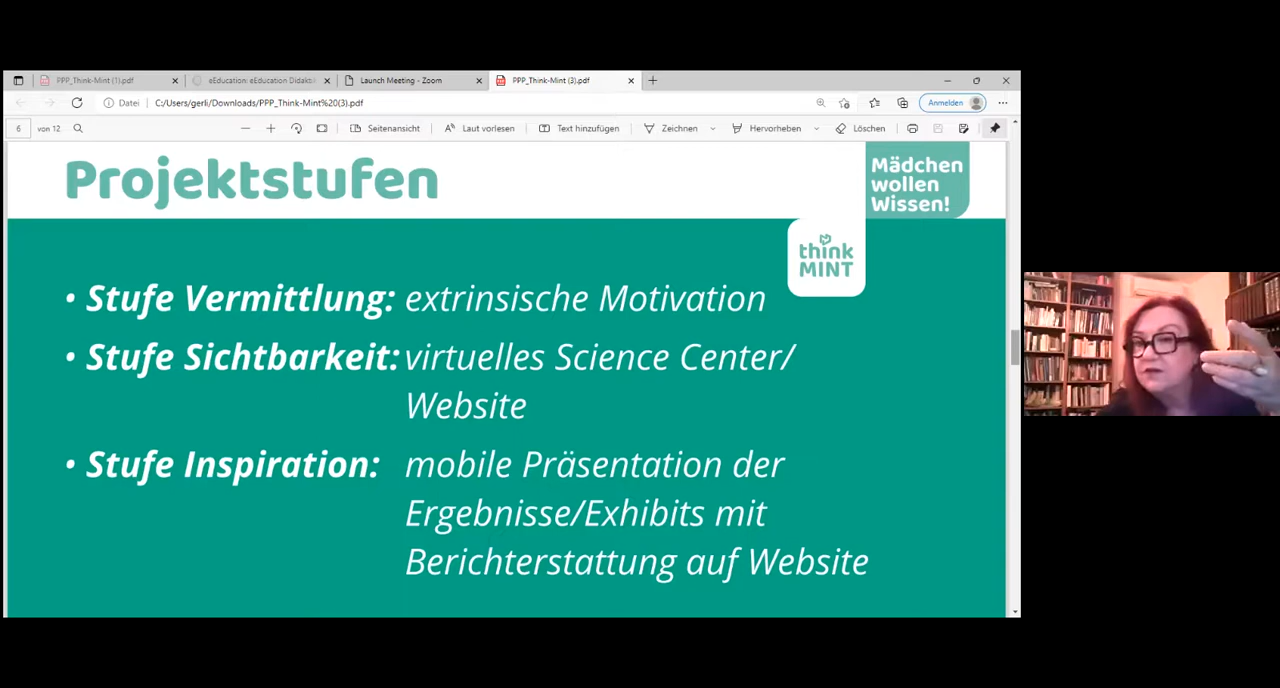 PPP_Think-Mint (1).pdf
eEducation: eEducation Didaktik
Launch Meeting - Zoom
PPP_Think-Mint (3).pdf
Datei
C:/Users/gerli/Downloads/PPP_Think-Mint%20(3).pdf
Anmelden
6 von 12
Seitenansicht
Laut vorlesen
Text hinzufügen
Zeichnen
Hervorheben
Löschen
Projektstufen
Mädchen
wollen
Wissen!
think
MINT
• Stufe Vermittlung: extrinsische Motivation
• Stufe Sichtbarkeit: virtuelles Science Center/
Website
• Stufe Inspiration: mobile Präsentation der
Ergebnisse/Exhibits mit
Berichterstattung auf Website